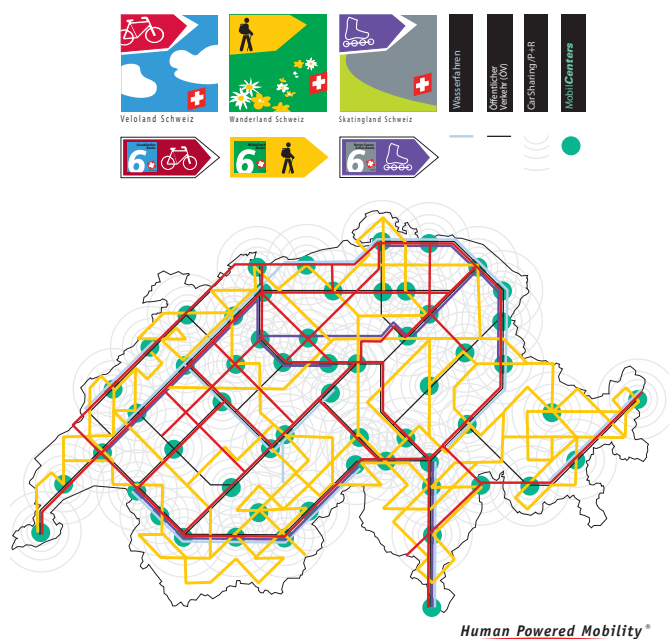 Veloland Schweiz
Wanderland Schweiz
Skatingland Schweiz
Wasserfahren
Öffentlicher
Verkehr (ÖV)
CarSharing/P+R
MobilCenters
6
6
6
Human Powered Mobility®